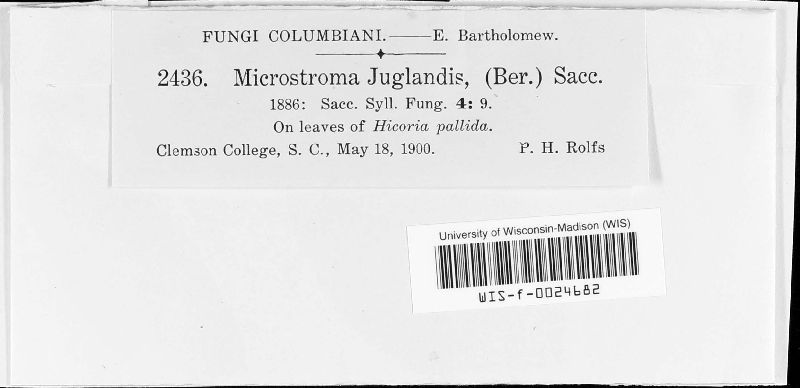 FUNGI COLUMBIANI.——E. Bartholomew.
2436. Microstroma Juglandis, (Ber.) Sacc.
1886: Sacc. Syll. Fung. 4: 9.
On leaves of Hicoria pallida.
Clemson College, S. C., May 18, 1900. P. H. Rolfs
University of Wisconsin-Madison (WIS)
WIS-f-0024682